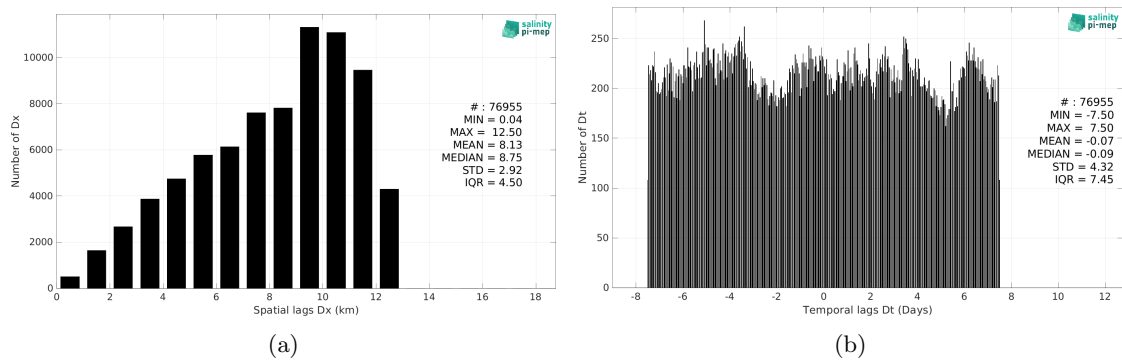 salinity
pi-mep
10000
8000
6000
4000
2000
0
Number of Dx
# : 76955
MIN = 0.04
MAX = 12.50
MEAN = 8.13
MEDIAN = 8.75
STD = 2.92
IQR = 4.50
0 2 4 6 8 10 12 14 16 18
Spatial lags Dx (km)
(a)
salinity
pi-mep
250
200
150
100
50
0
Number of Dt
# : 76955
MIN = -7.50
MAX = 7.50
MEAN = -0.07
MEDIAN = -0.09
STD = 4.32
IQR = 7.45
-8 -6 -4 -2 0 2 4 6 8 10 12
Temporal lags Dt (Days)
(b)